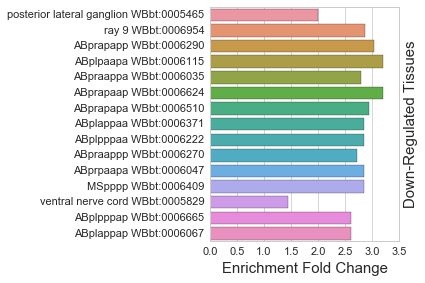 posterior lateral ganglion WBbt:0005465
ray 9 WBbt:0006954
ABprapapp WBbt:0006290
ABplpaapa WBbt:0006115
ABpraappa WBbt:0006035
ABprapaap WBbt:0006624
ABprapapa WBbt:0006510
ABplappaa WBbt:0006371
ABplpppaa WBbt:0006222
ABpraappp WBbt:0006270
ABprpaapa WBbt:0006047
MSpppp WBbt:0006409
ventral nerve cord WBbt:0005829
ABplpppap WBbt:0006665
ABplappap WBbt:0006067
0.0 0.5 1.0 1.5 2.0 2.5 3.0 3.5
Enrichment Fold Change
Down-Regulated Tissues